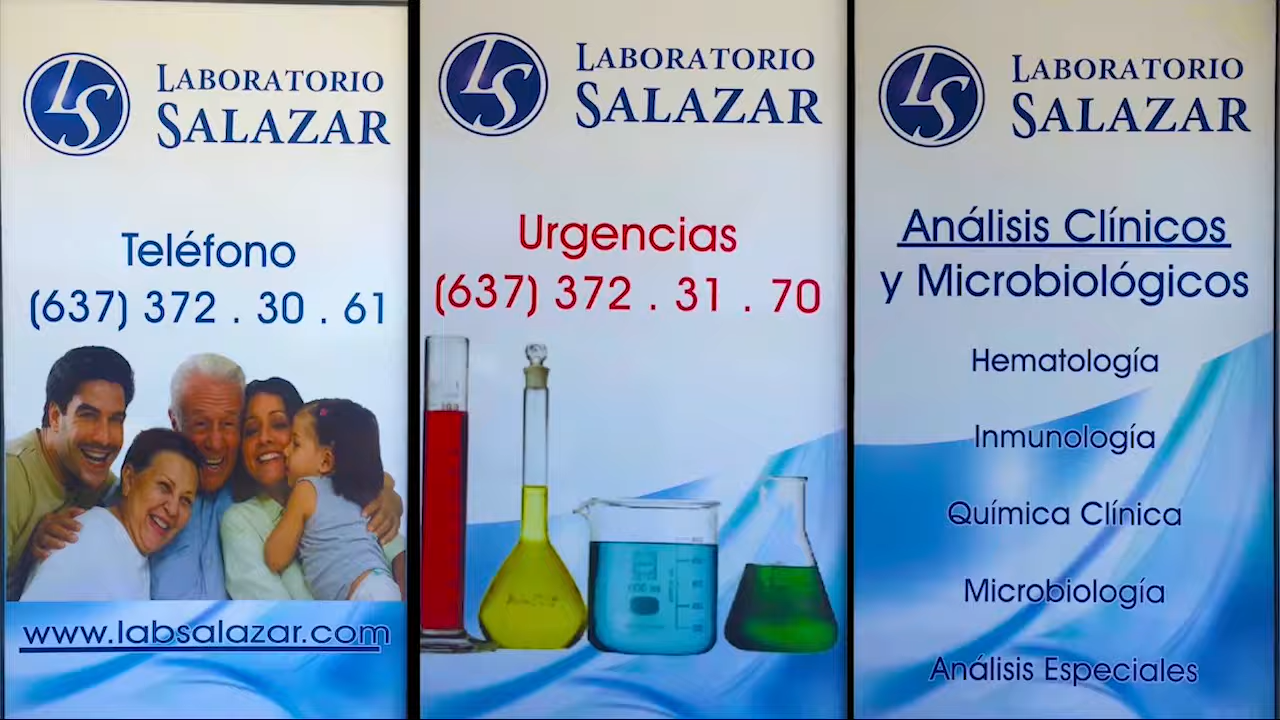 LS
LABORATORIO
SALAZAR
Teléfono
(637) 372 . 30 . 61
www.labsalazar.com
LS
LABORATORIO
SALAZAR
Urgencias
(637) 372 . 31 . 70
LS
LABORATORIO
SALAZAR
Análisis Clínicos
y Microbiológicos
Hematología
Inmunología
Química Clínica
Microbiología
Análisis Especiales